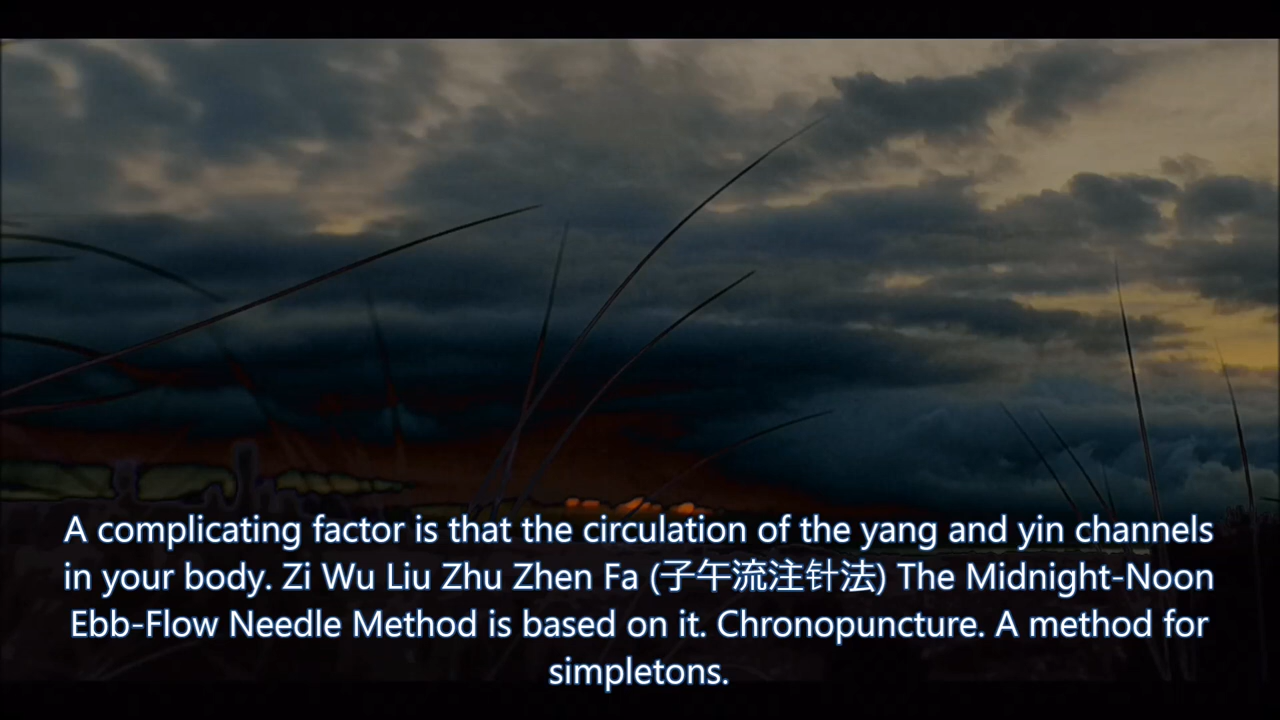 A complicating factor is that the circulation of the yang and yin channels
in your body. Zi Wu Liu Zhu Zhen Fa (子午流注针法) The Midnight-Noon
Ebb-Flow Needle Method is based on it. Chronopuncture. A method for
simpletons.